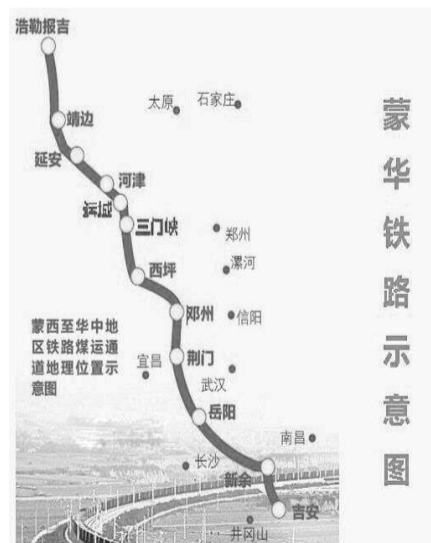 浩勒报吉
太原
石家庄
靖边
延安
河津
运城
三门峡
郑州
漯河
西坪
邓州
信阳
蒙西至华中地
区铁路煤运通
道地理位置示
意图
宜昌
荆门
武汉
岳阳
南昌
长沙
新余
吉安
井冈山
蒙华铁路示意图